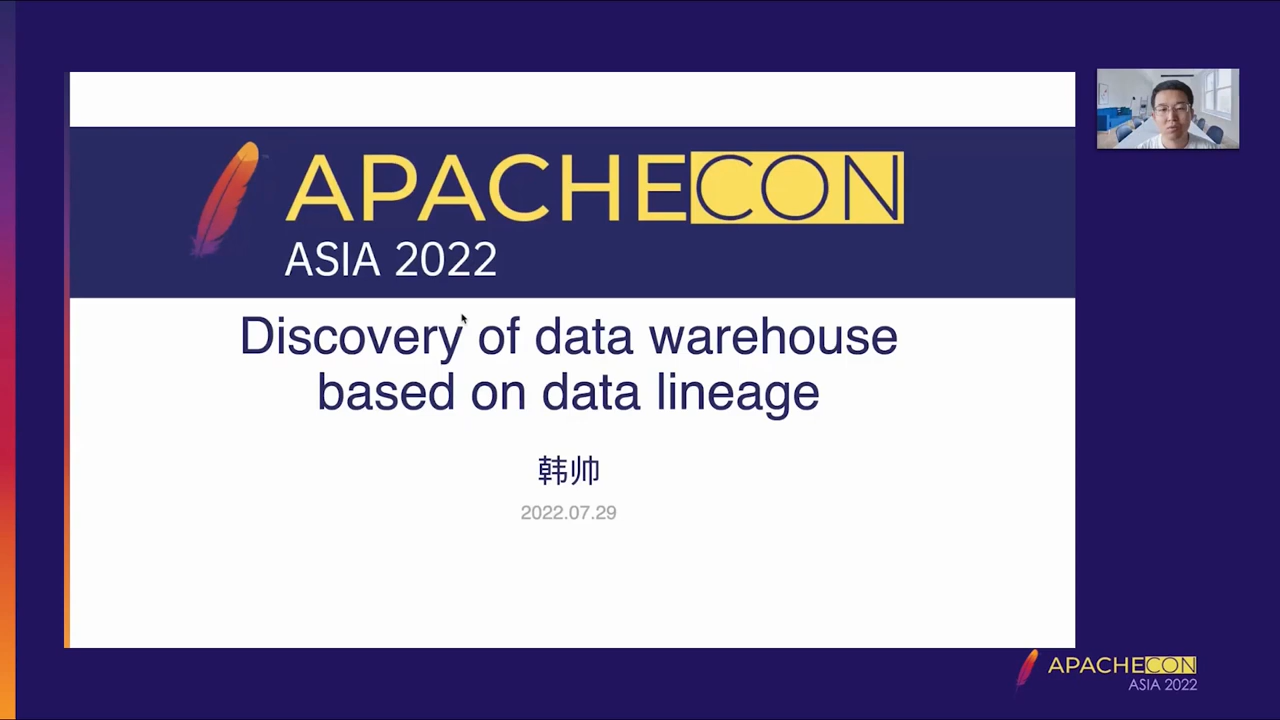 APACHECON
ASIA 2022
Discovery of data warehouse
based on data lineage
韩帅
2022.07.29
APACHECON
ASIA 2022